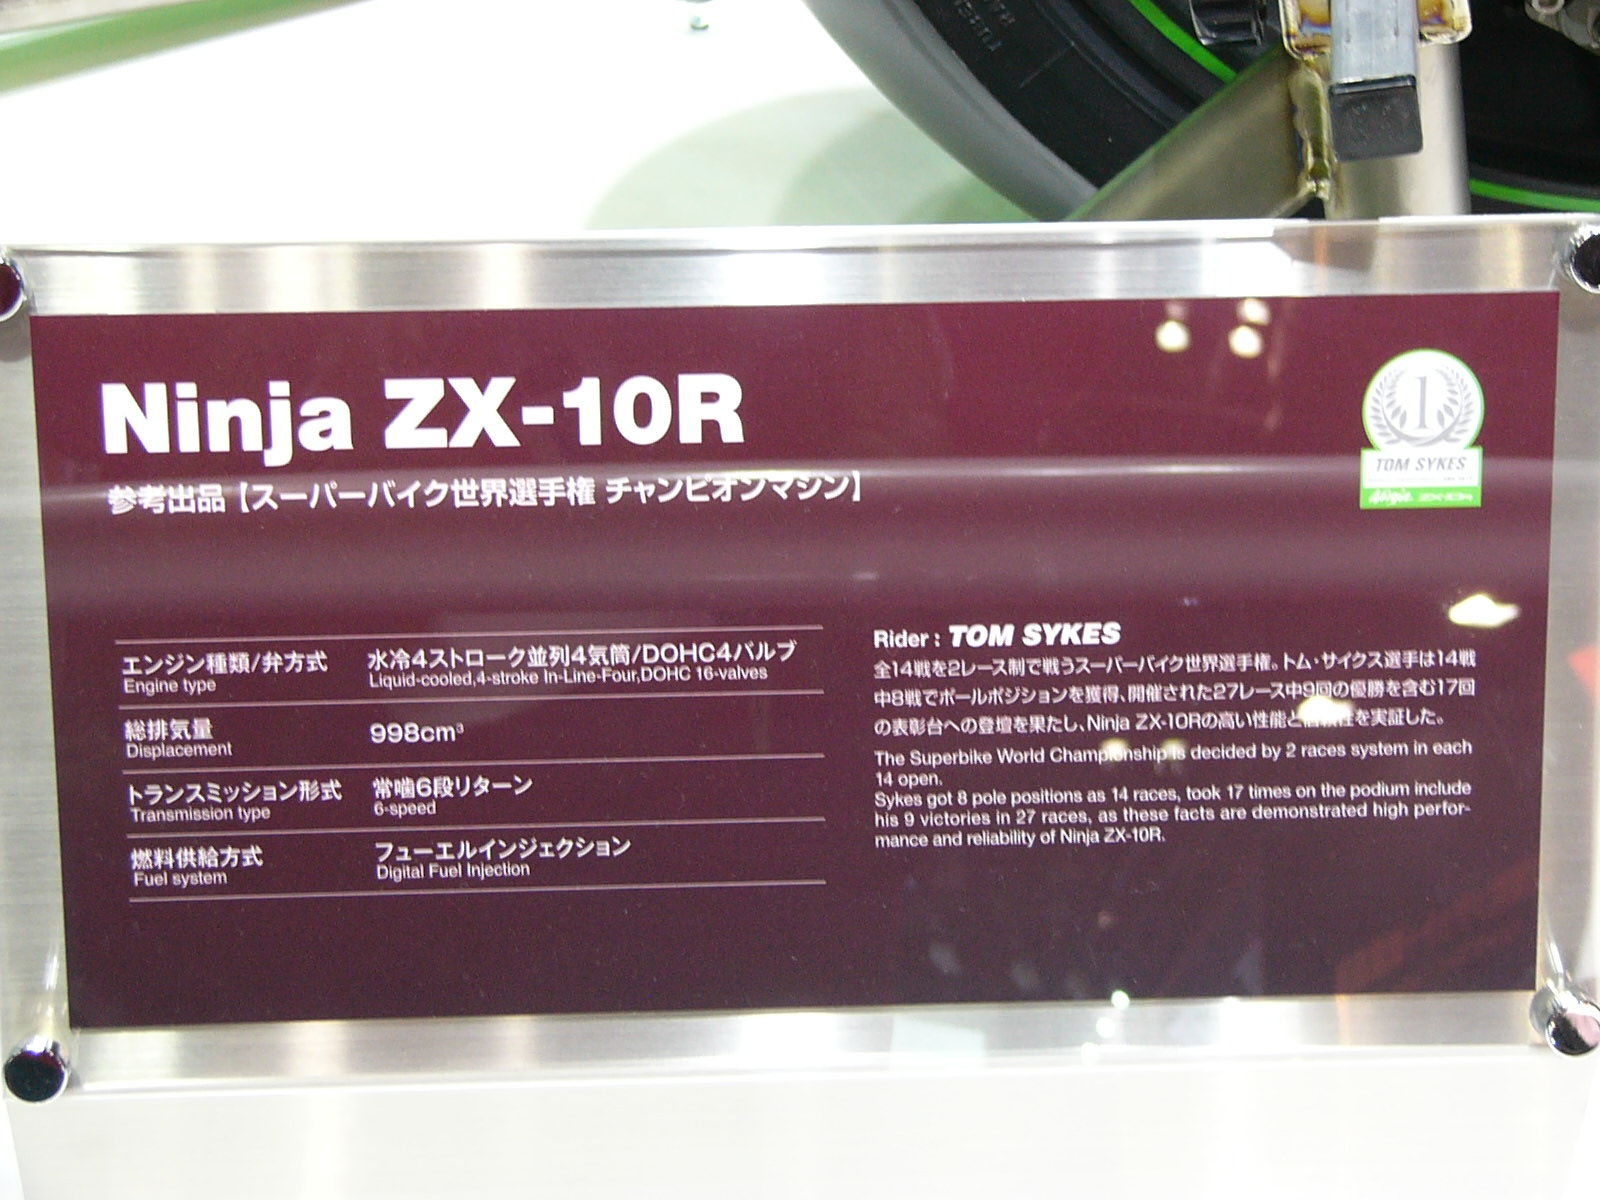 Ninja ZX-10R
参考出品【スーパーバイク世界選手権 チャンピオンマシン】
1
TOM SYKES
エンジン種類/弁方式 水冷4ストローク並列4気筒/DOHC4バルブ
Engine type Liquid-cooled,4-stroke In-Line-Four,DOHC 16-valves
総排気量 998cm³
Displacement
トランスミッション形式 常噛6段リターン
Transmission type 6-speed
燃料供給方式 フューエルインジェクション
Fuel system Digital Fuel Injection
Rider : TOM SYKES
全14戦を2レース制で戦うスーパーバイク世界選手権。トム・サイクス選手は14戦
中8戦でポールポジションを獲得、開催された27レース中9回の優勝を含む17回
の表彰台への登壇を果たし、Ninja ZX-10Rの高い性能と信頼性を実証した。
The Superbike World Championship is decided by 2 races system in each
14 open.
Sykes got 8 pole positions as 14 races, took 17 times on the podium include
his 9 victories in 27 races, as these facts are demonstrated high perfor-
mance and reliability of Ninja ZX-10R.